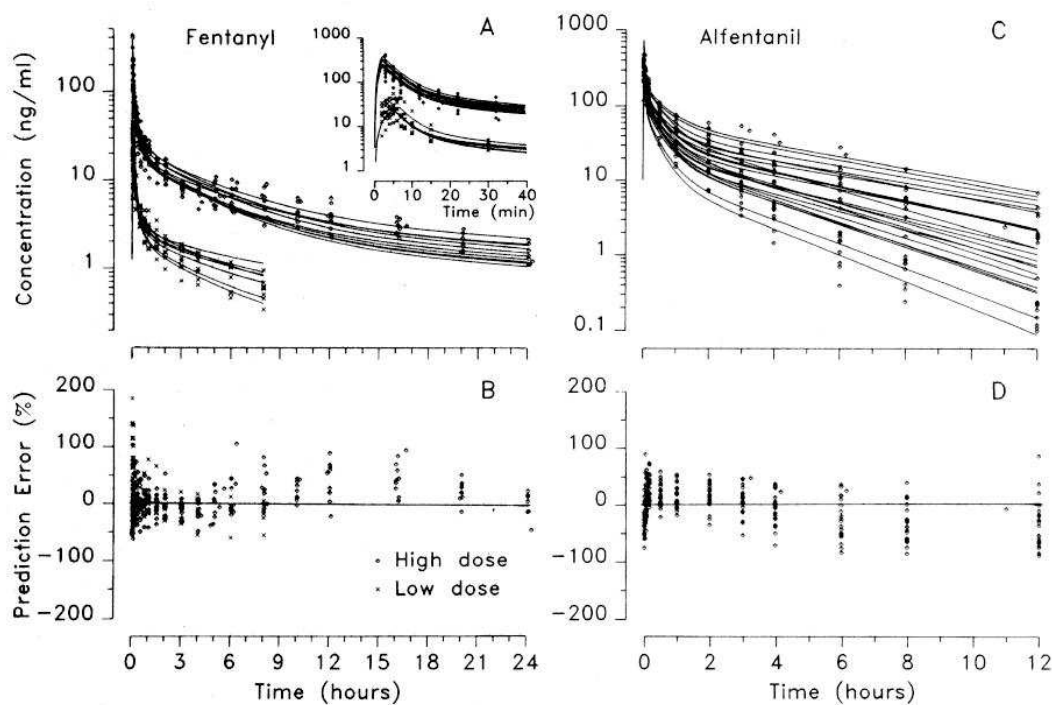 Fentanyl
A
Concentration (ng/ml)
100
10
1
1000
100
10
1
0 10 20 30 40
Time (min)
Alfentanil
C
1000
100
10
1
0.1
B
Prediction Error (%)
200
100
0
−100
−200
High dose
Low dose
0 3 6 9 12 15 18 21 24
Time (hours)
D
200
100
0
−100
−200
0 2 4 6 8 10 12
Time (hours)